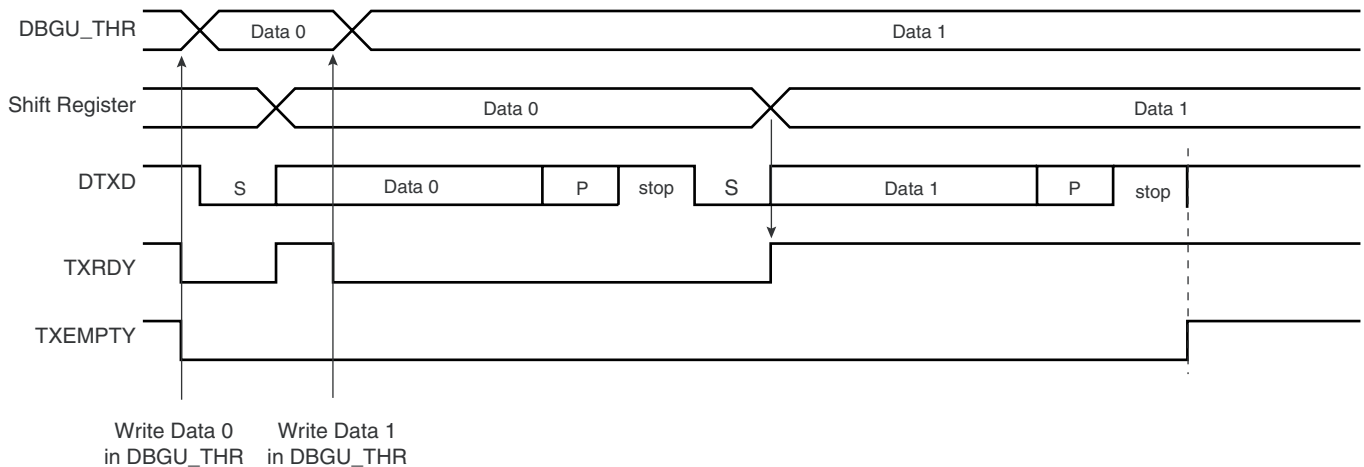 DBGU_THR
Data 0
Data 1
Shift Register
Data 0
Data 1
DTXD
S
Data 0
P
stop
S
Data 1
P
stop
TXRDY
TXEMPTY
Write Data 0
in DBGU_THR
Write Data 1
in DBGU_THR